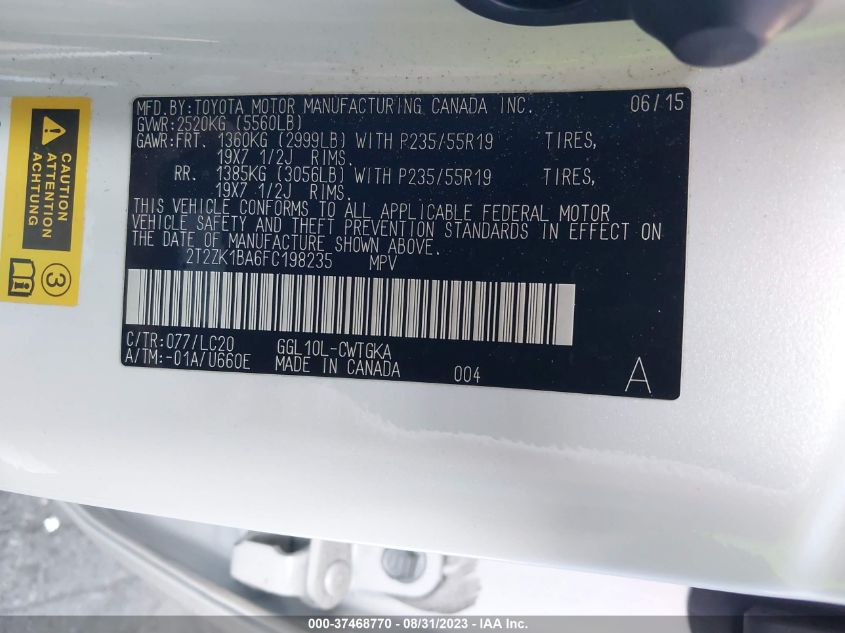 MFD. BY: TOYOTA MOTOR MANUFACTURING CANADA INC. 06/15
GVWR: 2520KG (5560LB)
GAWR: FRT. 1360KG (2999LB) WITH P235/55R19 TIRES,
19X7 1/2J RIMS.
RR. 1385KG (3056LB) WITH P235/55R19 TIRES,
19X7 1/2J RIMS.
THIS VEHICLE CONFORMS TO ALL APPLICABLE FEDERAL MOTOR
VEHICLE SAFETY AND THEFT PREVENTION STANDARDS IN EFFECT ON
THE DATE OF MANUFACTURE SHOWN ABOVE.
2T2ZK1BA6FC198235 MPV
C/TR: 077/LC20 GGL10L-CWTGKA
A/TM: -01A/U660E MADE IN CANADA 004 A
CAUTION
ATTENTION
ACHTUNG
3
000-37468770 - 08/31/2023 - IAA Inc.